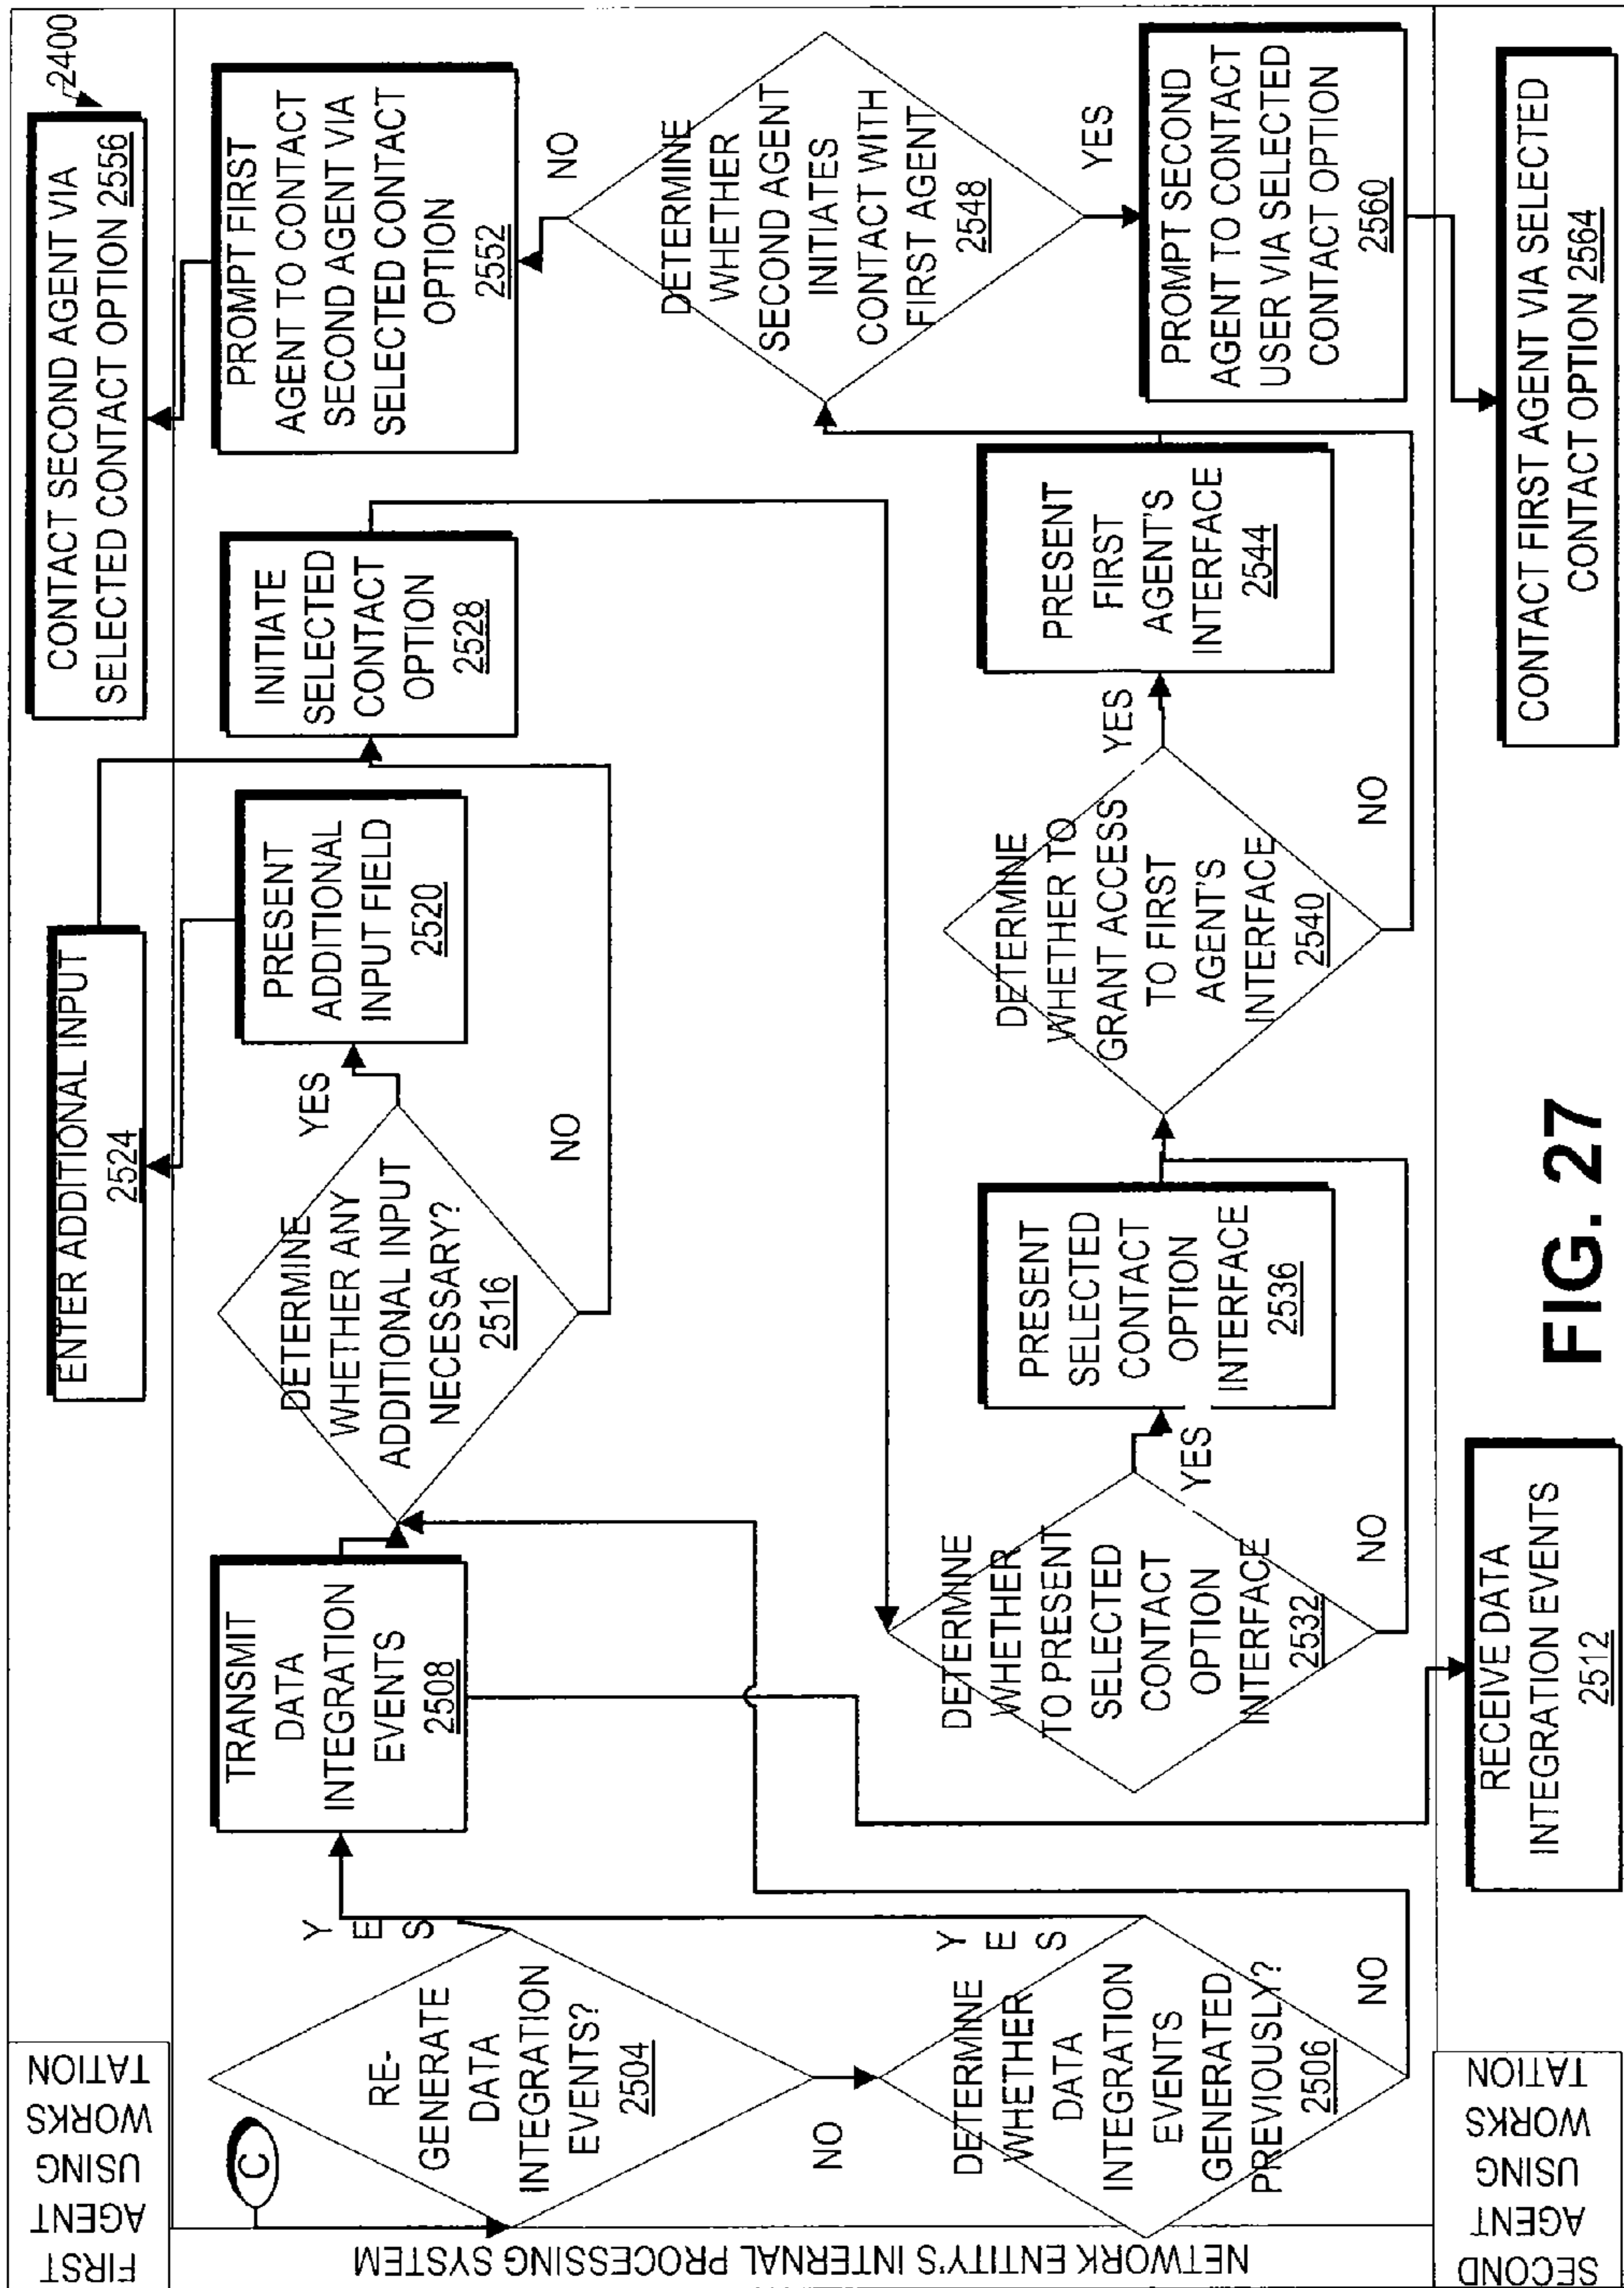 2400
FIRST
AGENT
USING
WORKS
TATION
NETWORK ENTITY'S INTERNAL PROCESSING SYSTEM
SECOND
AGENT
USING
WORKS
TATION
C
RE-
GENERATE
DATA
INTEGRATION
EVENTS?
2504
YES
NO
DETERMINE
WHETHER
DATA
INTEGRATION
EVENTS
GENERATED
PREVIOUSLY?
2506
YES
NO
TRANSMIT
DATA
INTEGRATION
EVENTS
2508
RECEIVE DATA
INTEGRATION EVENTS
2512
DETERMINE
WHETHER ANY
ADDITIONAL INPUT
NECESSARY?
2516
YES
NO
PRESENT
ADDITIONAL
INPUT FIELD
2520
ENTER ADDITIONAL INPUT
2524
INITIATE
SELECTED
CONTACT
OPTION
2528
DETERMINNE
WHETHER
TO PRESENT
SELECTED
CONTACT
OPTION
INTERFACE
2532
YES
NO
PRESENT
SELECTED
CONTACT
OPTION
INTERFACE
2536
DETERMINE
WHETHER TO
GRANT ACCESS
TO FIRST
AGENT'S
INTERFACE
2540
YES
NO
PRESENT
FIRST
AGENT'S
INTERFACE
2544
DETERMINE
WHETHER
SECOND AGENT
INITIATES
CONTACT WITH
FIRST AGENT
2548
NO
YES
PROMPT FIRST
AGENT TO CONTACT
SECOND AGENT VIA
SELECTED CONTACT
OPTION
2552
CONTACT SECOND AGENT VIA
SELECTED CONTACT OPTION 2556
PROMPT SECOND
AGENT TO CONTACT
USER VIA SELECTED
CONTACT OPTION
2560
CONTACT FIRST AGENT VIA SELECTED
CONTACT OPTION 2564
FIG. 27